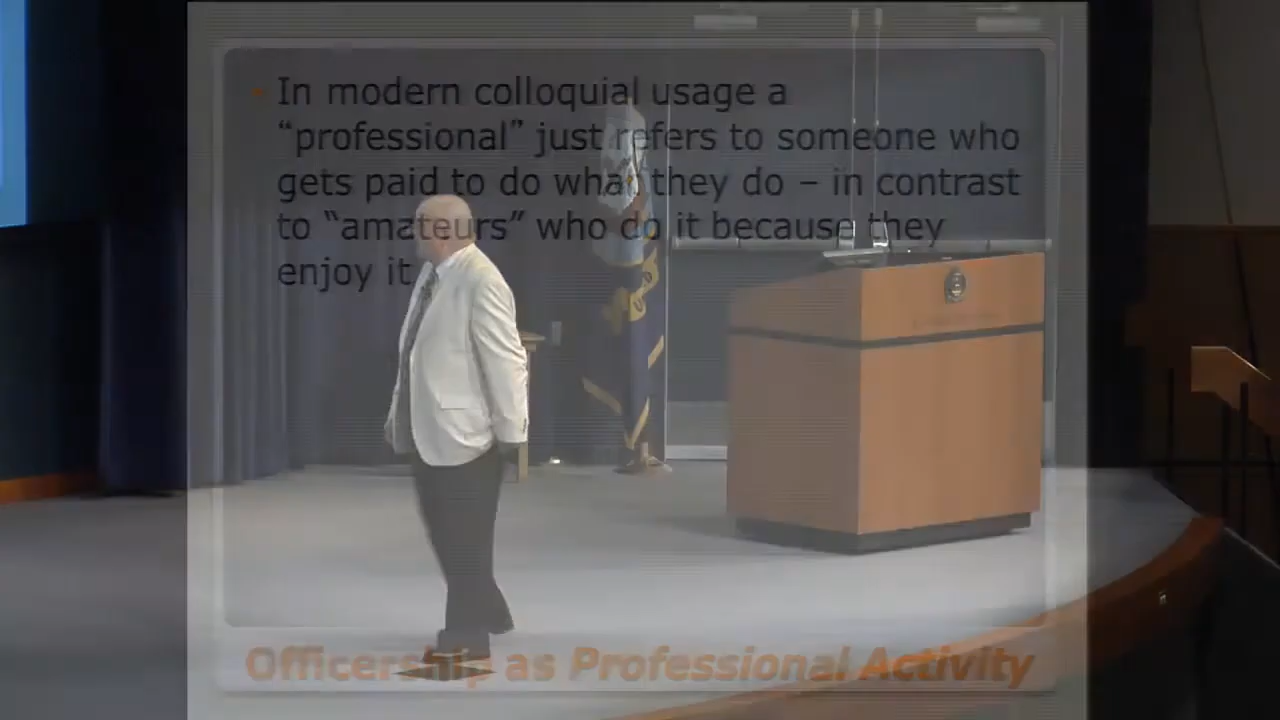 In modern colloquial usage a
“professional” just refers to someone who
gets paid to do what they do – in contrast
to “amateurs” who do it because they
enjoy it
Officership as Professional Activity